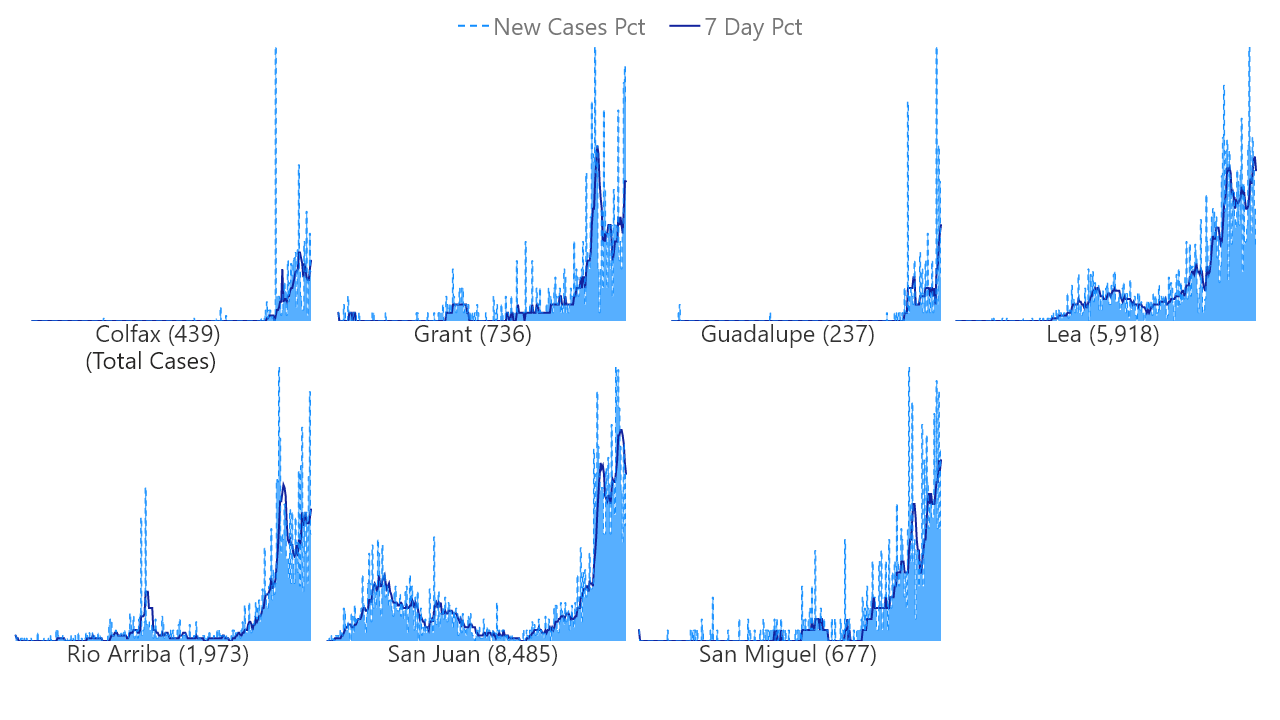 New Cases Pct 7 Day Pct
Colfax (439)
(Total Cases)
Grant (736)
Guadalupe (237)
Lea (5,918)
Rio Arriba (1,973)
San Juan (8,485)
San Miguel (677)